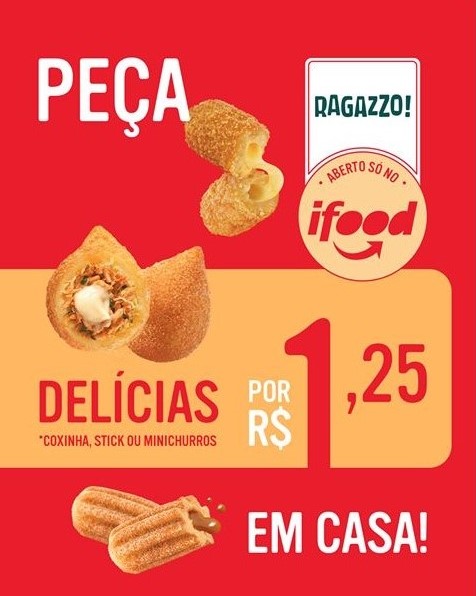 PEÇA
RAGAZZO!
• ABERTO SÓ NO •
ifood
DELÍCIAS
*COXINHA, STICK OU MINICHURROS
POR
R$ 1,25
EM CASA!